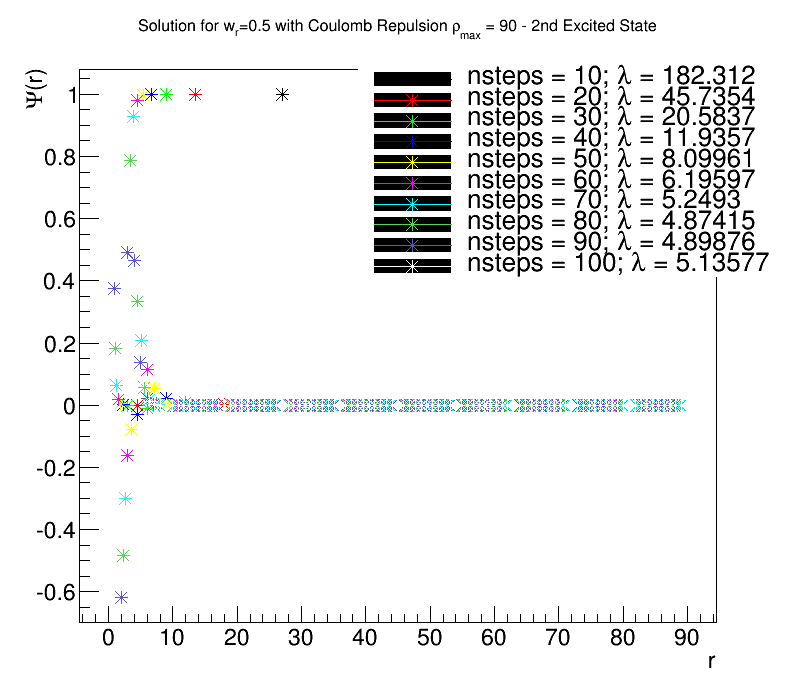 Solution for wr=0.5 with Coulomb Repulsion ρmax = 90 - 2nd Excited State
Ψ(r)
nsteps = 10; λ = 182.312
nsteps = 20; λ = 45.7354
nsteps = 30; λ = 20.5837
nsteps = 40; λ = 11.9357
nsteps = 50; λ = 8.09961
nsteps = 60; λ = 6.19597
nsteps = 70; λ = 5.2493
nsteps = 80; λ = 4.87415
nsteps = 90; λ = 4.89876
nsteps = 100; λ = 5.13577
1
0.8
0.6
0.4
0.2
0
-0.2
-0.4
-0.6
0 10 20 30 40 50 60 70 80 90
r